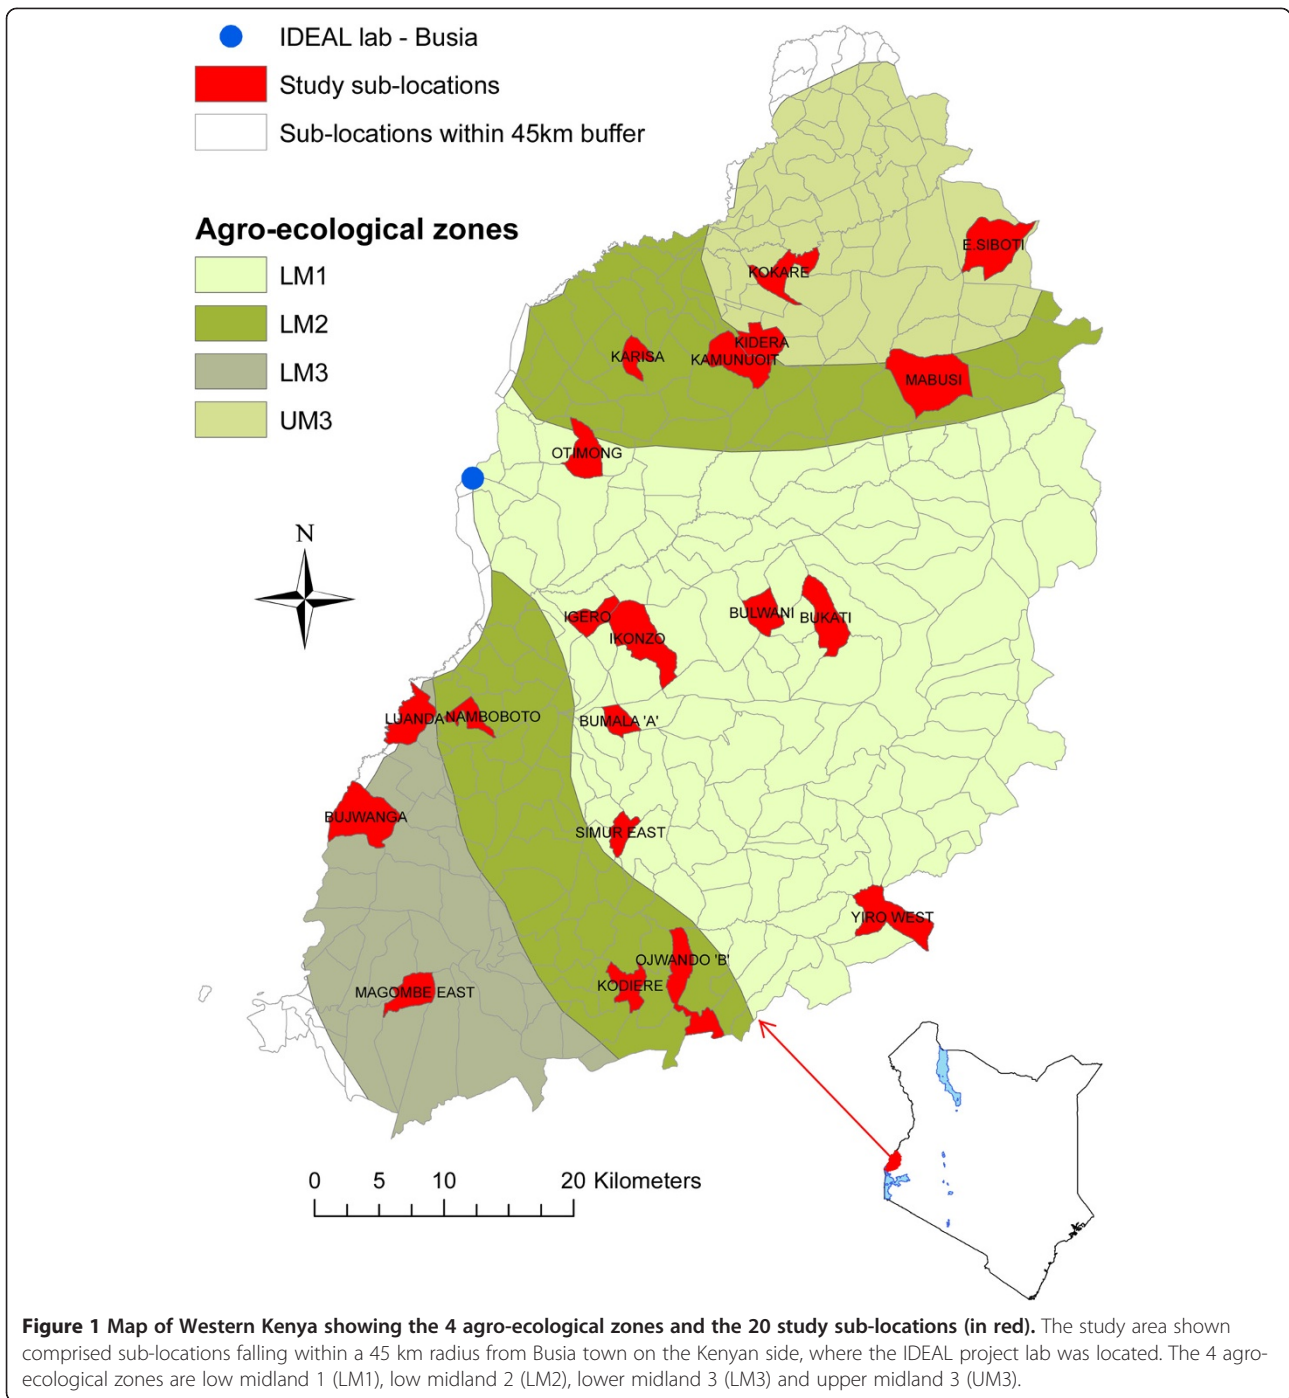 IDEAL lab - Busia
Study sub-locations
Sub-locations within 45km buffer
Agro-ecological zones
LM1
LM2
LM3
UM3
E.SIBOTI
KOKARE
KIDERA
KARISA
KAMUNUOIT
MABUSI
OTIMONG
N
IGERO
BULWANI
BUKATI
IKONZO
LUANDA
NAMBOBOTO
BUMALA 'A'
BUJWANGA
SIMUR EAST
YIRO WEST
OJWANDO 'B'
KODIERE
MAGOMBE EAST
0 5 10 20 Kilometers
Figure 1 Map of Western Kenya showing the 4 agro-ecological zones and the 20 study sub-locations (in red). The study area shown
comprised sub-locations falling within a 45 km radius from Busia town on the Kenyan side, where the IDEAL project lab was located. The 4 agro-
ecological zones are low midland 1 (LM1), low midland 2 (LM2), lower midland 3 (LM3) and upper midland 3 (UM3).